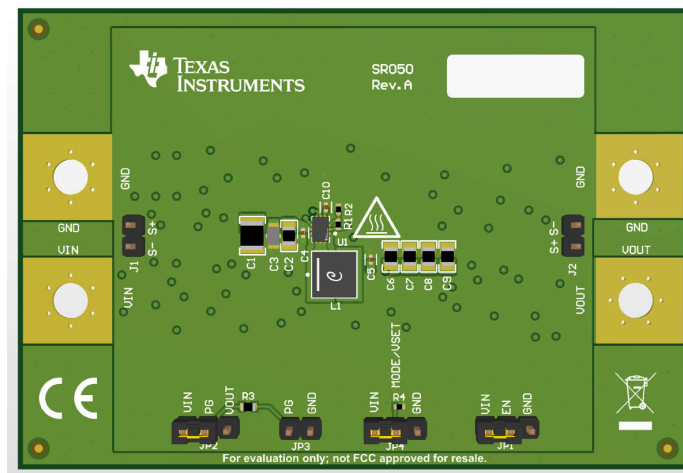 TEXAS
INSTRUMENTS
SR050
Rev.A
GND
GND
VIN
S- S+
J1
VIN
C1
C3
C2
C4
C10
R2
R1
U1
L1
C5
C6
C7
C8
C9
GND
GND
VOUT
S+ S-
J2
VOUT
CE
VIN
PG
VOUT
R3
JP2
PG
GND
JP3
MODE/VSET
VIN
R4
GND
JP4
VIN
EN
GND
JP1
For evaluation only; not FCC approved for resale.